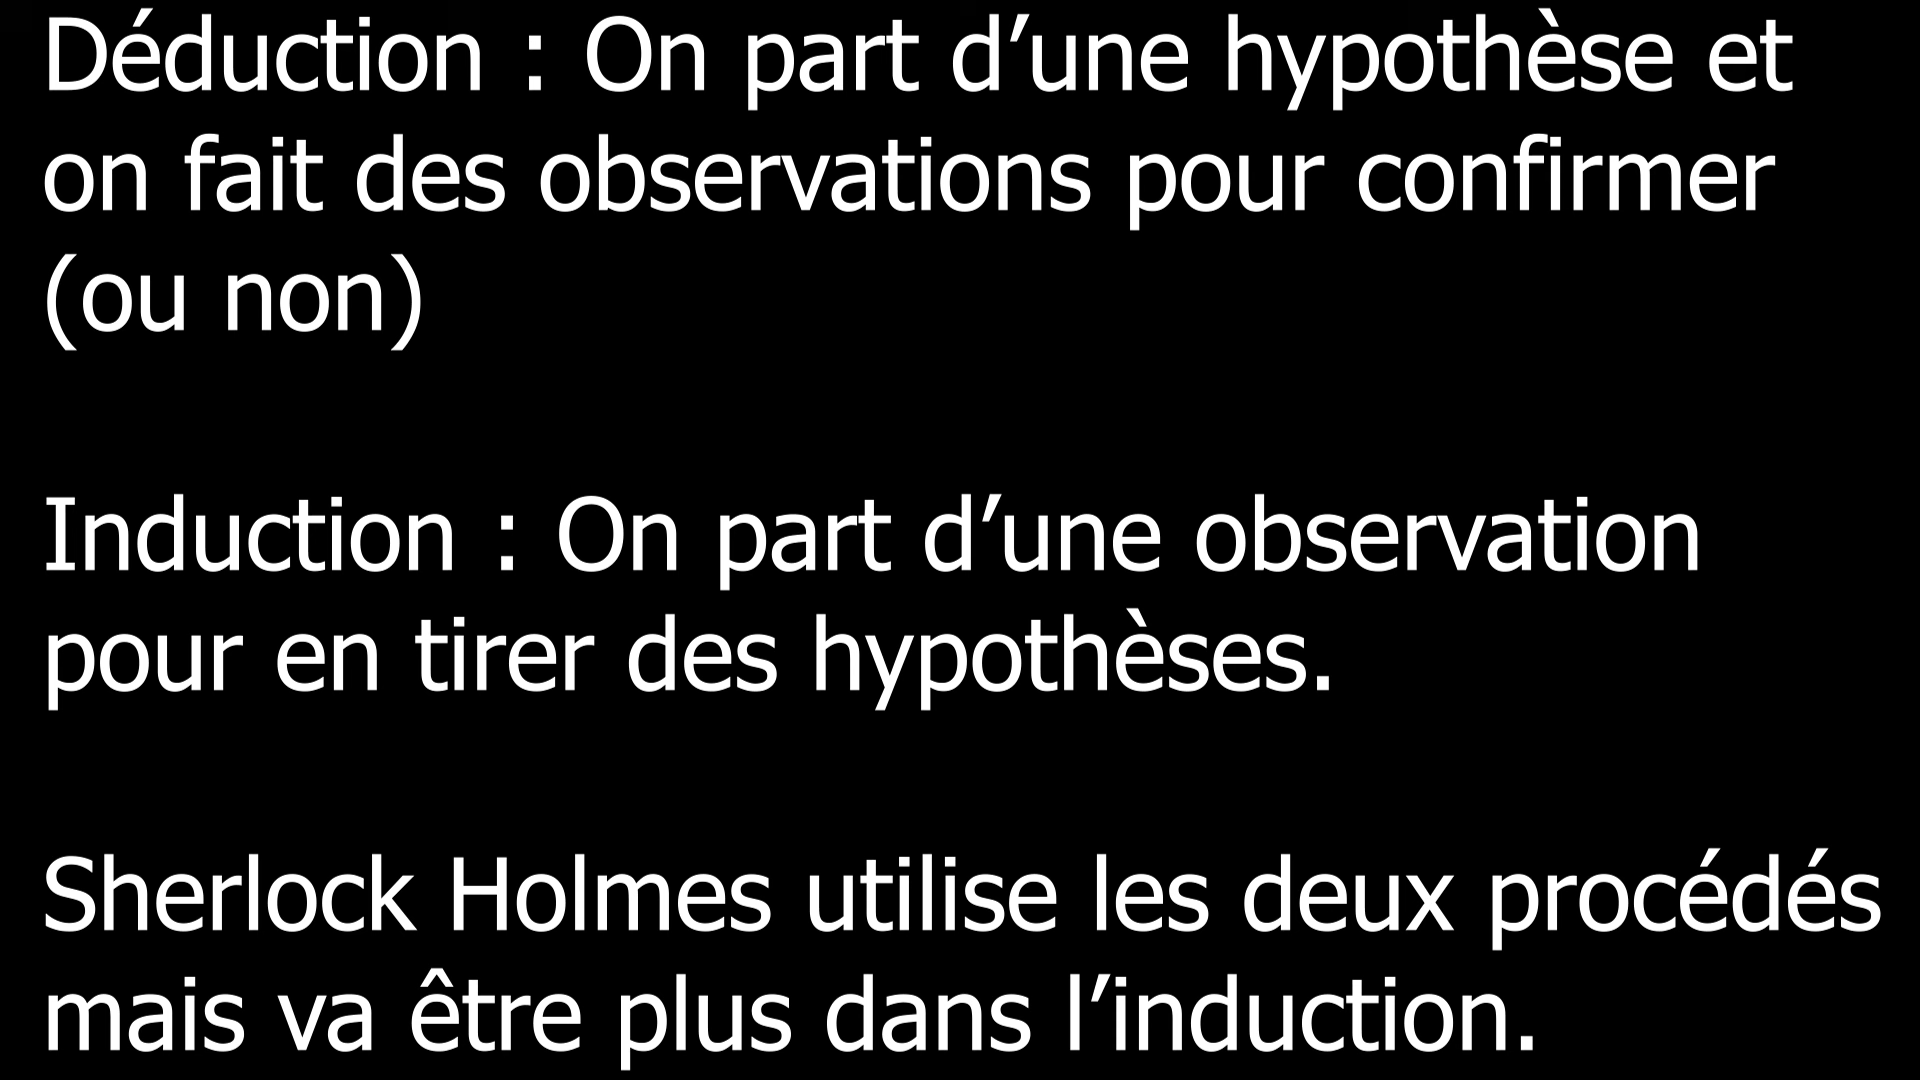 Déduction : On part d’une hypothèse et
on fait des observations pour confirmer
(ou non)
Induction : On part d’une observation
pour en tirer des hypothèses.
Sherlock Holmes utilise les deux procédés
mais va être plus dans l’induction.